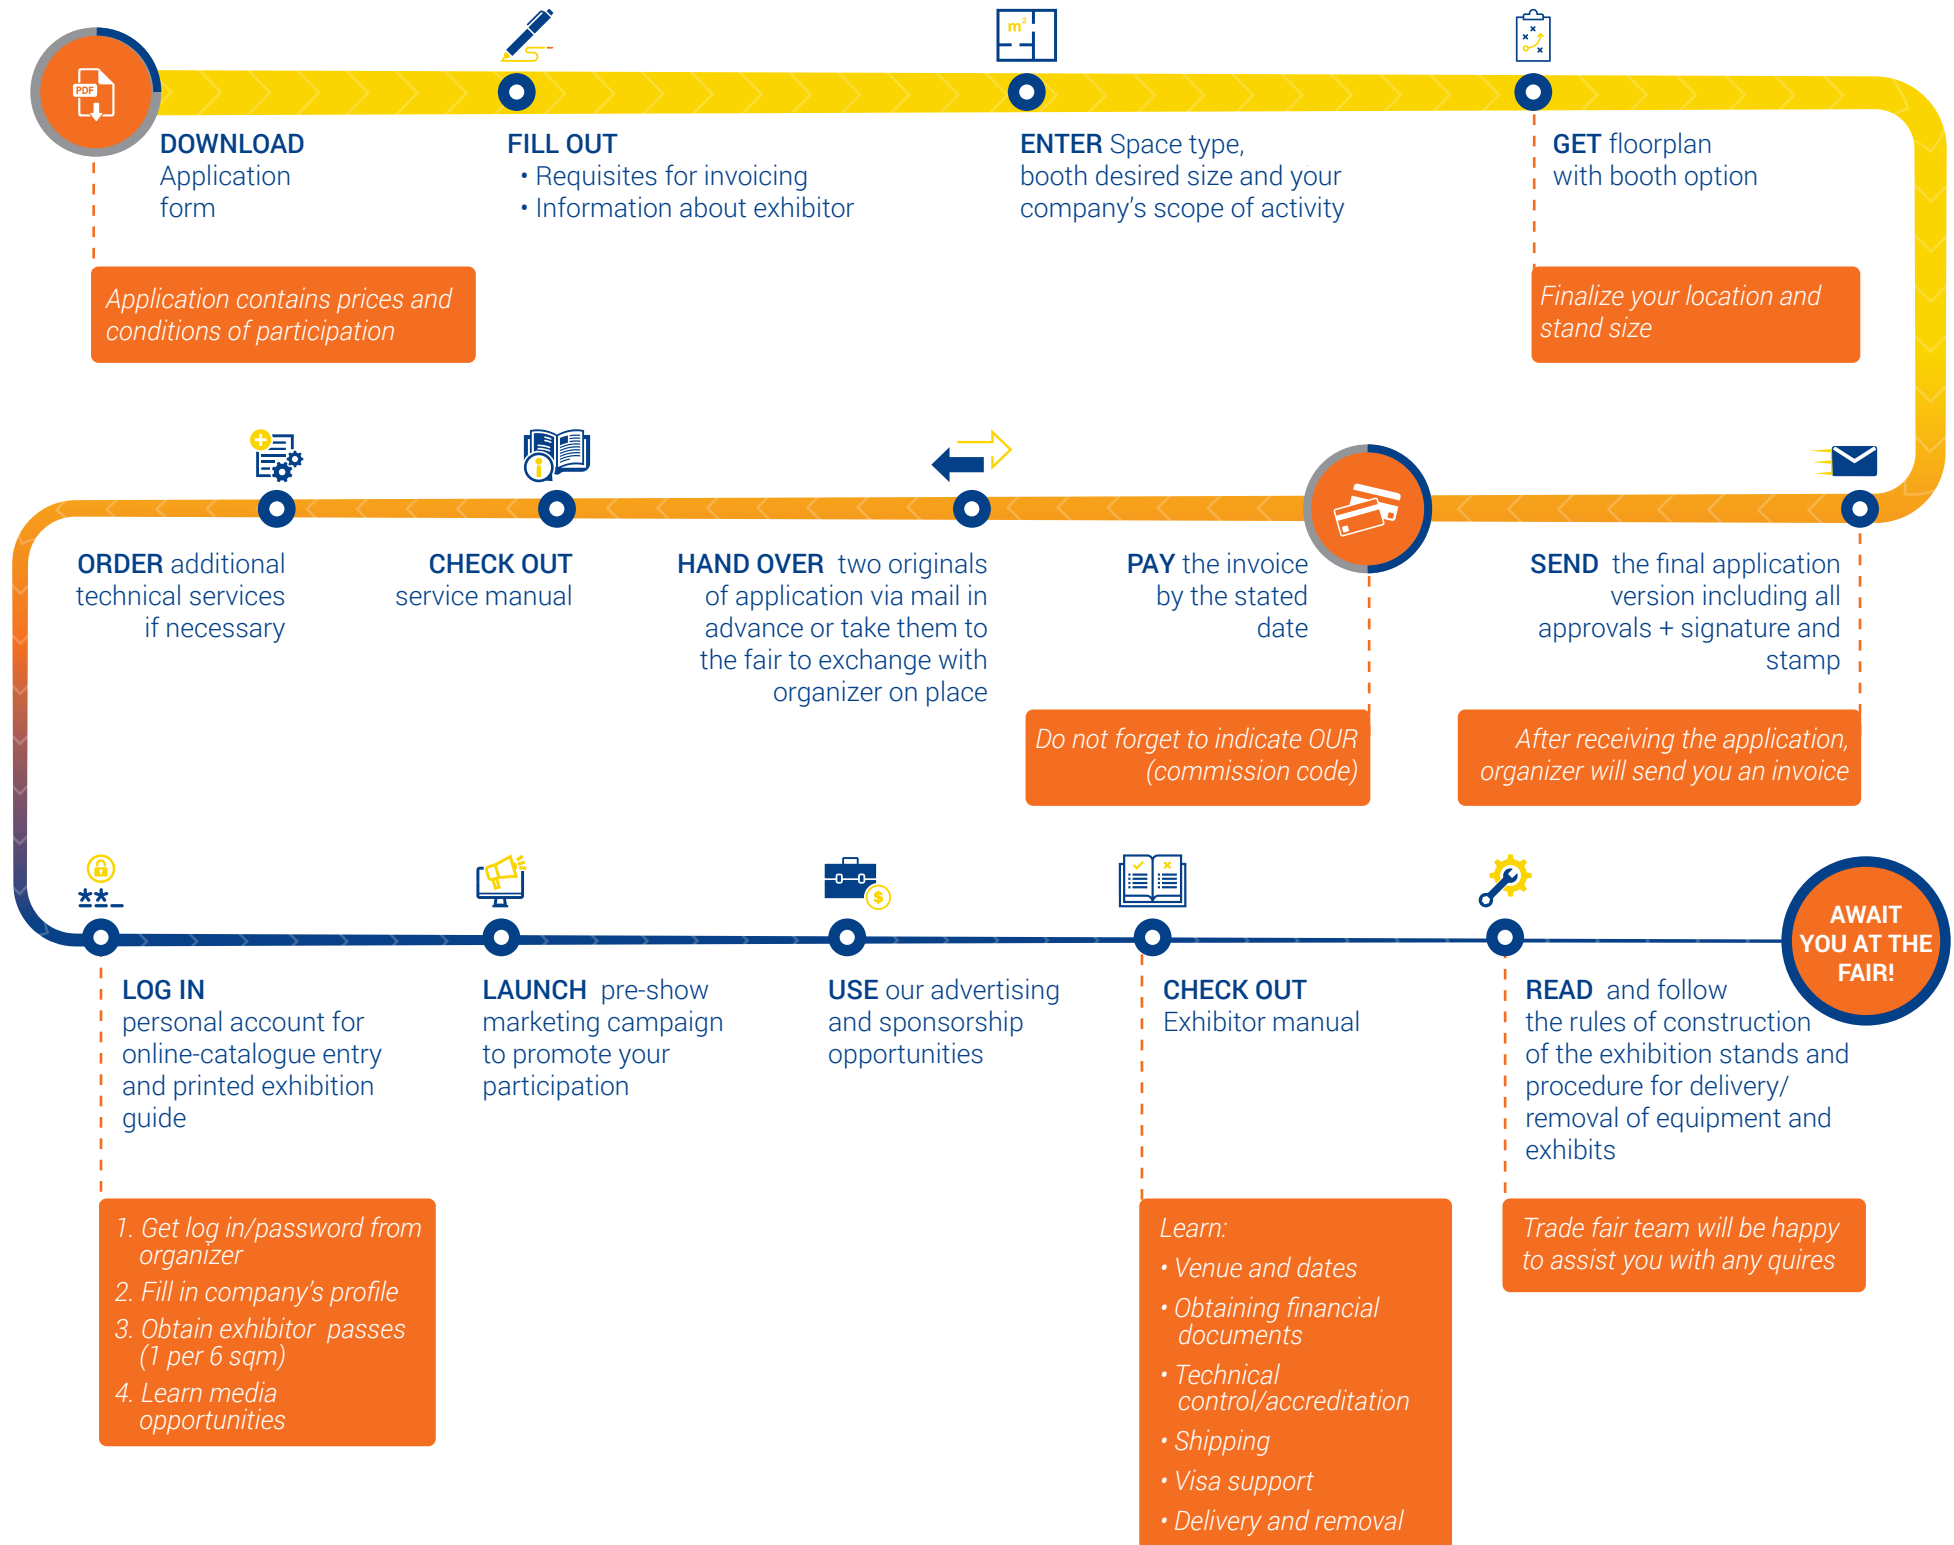 PDF
m²
DOWNLOAD
Application
form
FILL OUT
• Requisites for invoicing
• Information about exhibitor
ENTER Space type,
booth desired size and your
company's scope of activity
GET floorplan
with booth option
Application contains prices and
conditions of participation
Finalize your location and
stand size
SEND the final application
version including all
approvals + signature and
stamp
After receiving the application,
organizer will send you an invoice
PAY the invoice
by the stated
date
Do not forget to indicate OUR
(commission code)
HAND OVER two originals
of application via mail in
advance or take them to
the fair to exchange with
organizer on place
CHECK OUT
service manual
ORDER additional
technical services
if necessary
LOG IN
personal account for
online-catalogue entry
and printed exhibition
guide
1. Get log in/password from
organizer
2. Fill in company's profile
3. Obtain exhibitor passes
(1 per 6 sqm)
4. Learn media
opportunities
LAUNCH pre-show
marketing campaign
to promote your
participation
$
USE our advertising
and sponsorship
opportunities
CHECK OUT
Exhibitor manual
Learn:
• Venue and dates
• Obtaining financial
documents
• Technical
control/accreditation
• Shipping
• Visa support
• Delivery and removal
READ and follow
the rules of construction
of the exhibition stands and
procedure for delivery/
removal of equipment and
exhibits
Trade fair team will be happy
to assist you with any quires
AWAIT
YOU AT THE
FAIR!